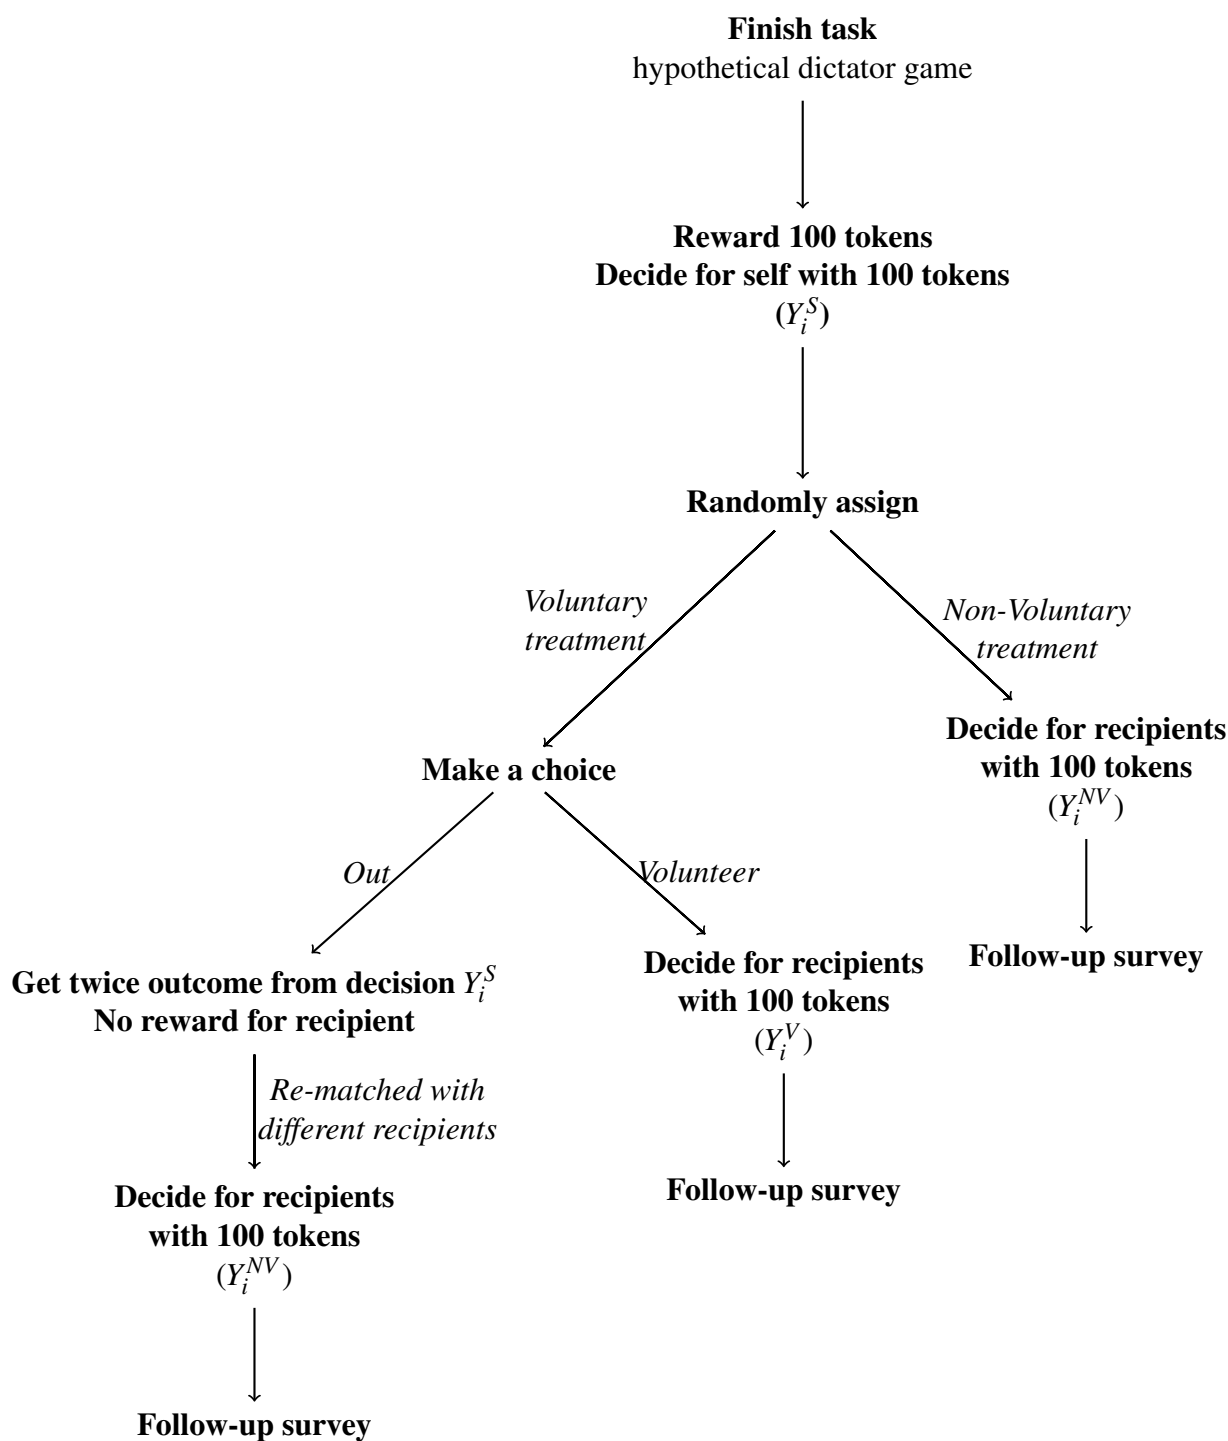 Finish task
hypothetical dictator game
Reward 100 tokens
Decide for self with 100 tokens
(Y_i^S)
Randomly assign
Voluntary
treatment
Non-Voluntary
treatment
Make a choice
Decide for recipients
with 100 tokens
(Y_i^{NV})
Out
Volunteer
Follow-up survey
Get twice outcome from decision Y_i^S
No reward for recipient
Decide for recipients
with 100 tokens
(Y_i^V)
Re-matched with
different recipients
Follow-up survey
Decide for recipients
with 100 tokens
(Y_i^{NV})
Follow-up survey